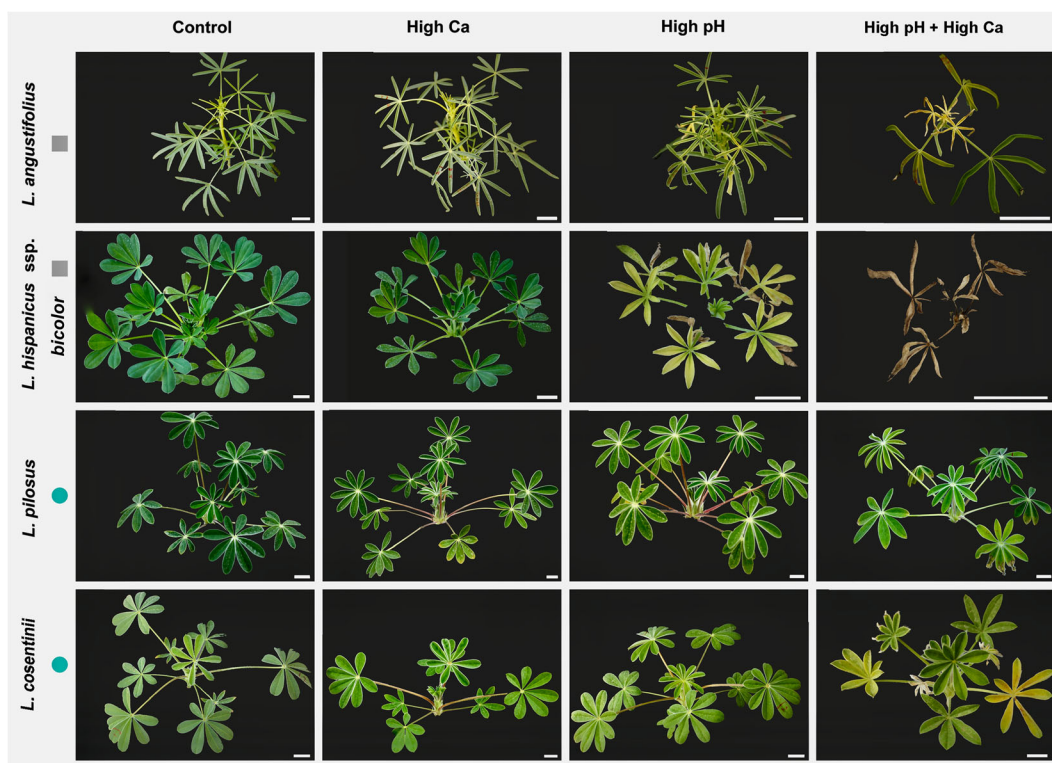 Control High Ca High pH High pH + High Ca
L. angustifolius
L. hispanicus ssp.
bicolor
L. pilosus
L. cosentinii